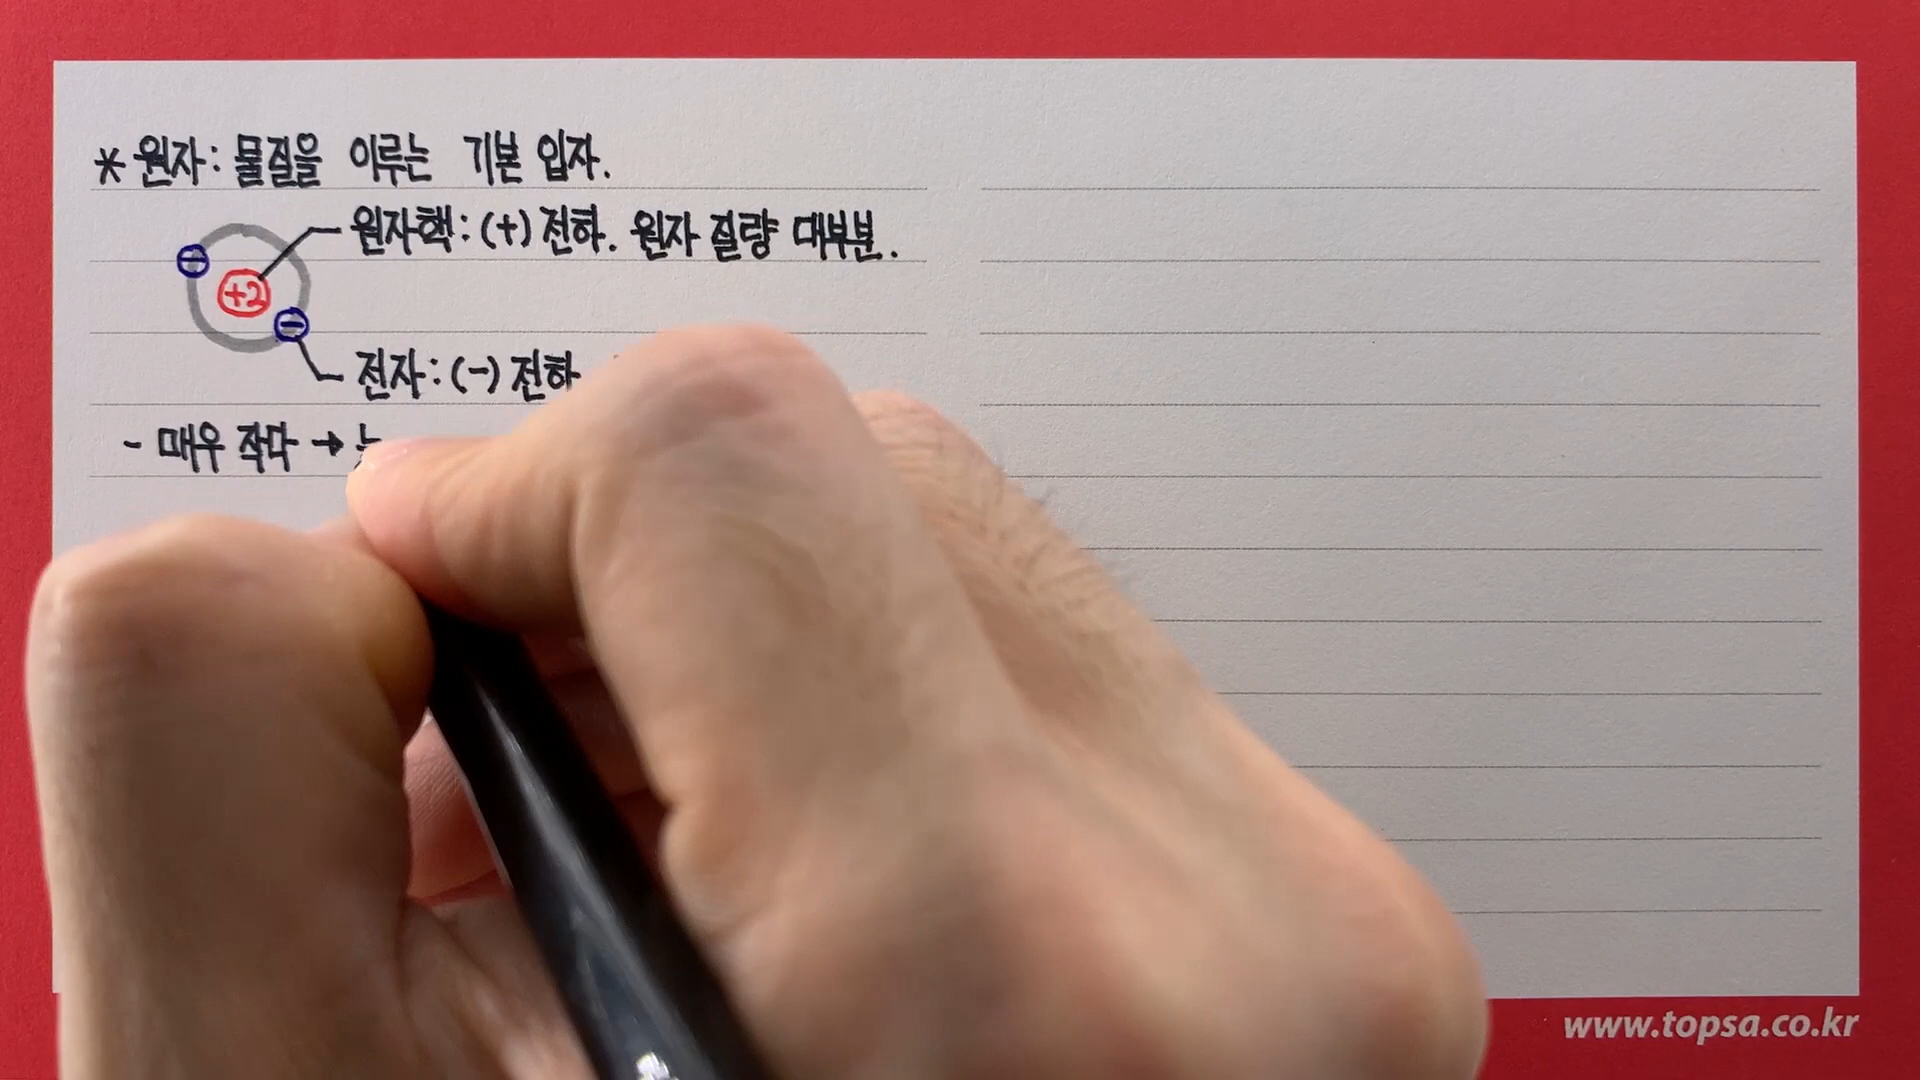 * 원자: 물질을 이루는 기본 입자.
원자핵: (+) 전하. 원자 질량 대부분.
+2
전자: (-) 전하
- 매우 작다 →
www.topsa.co.kr